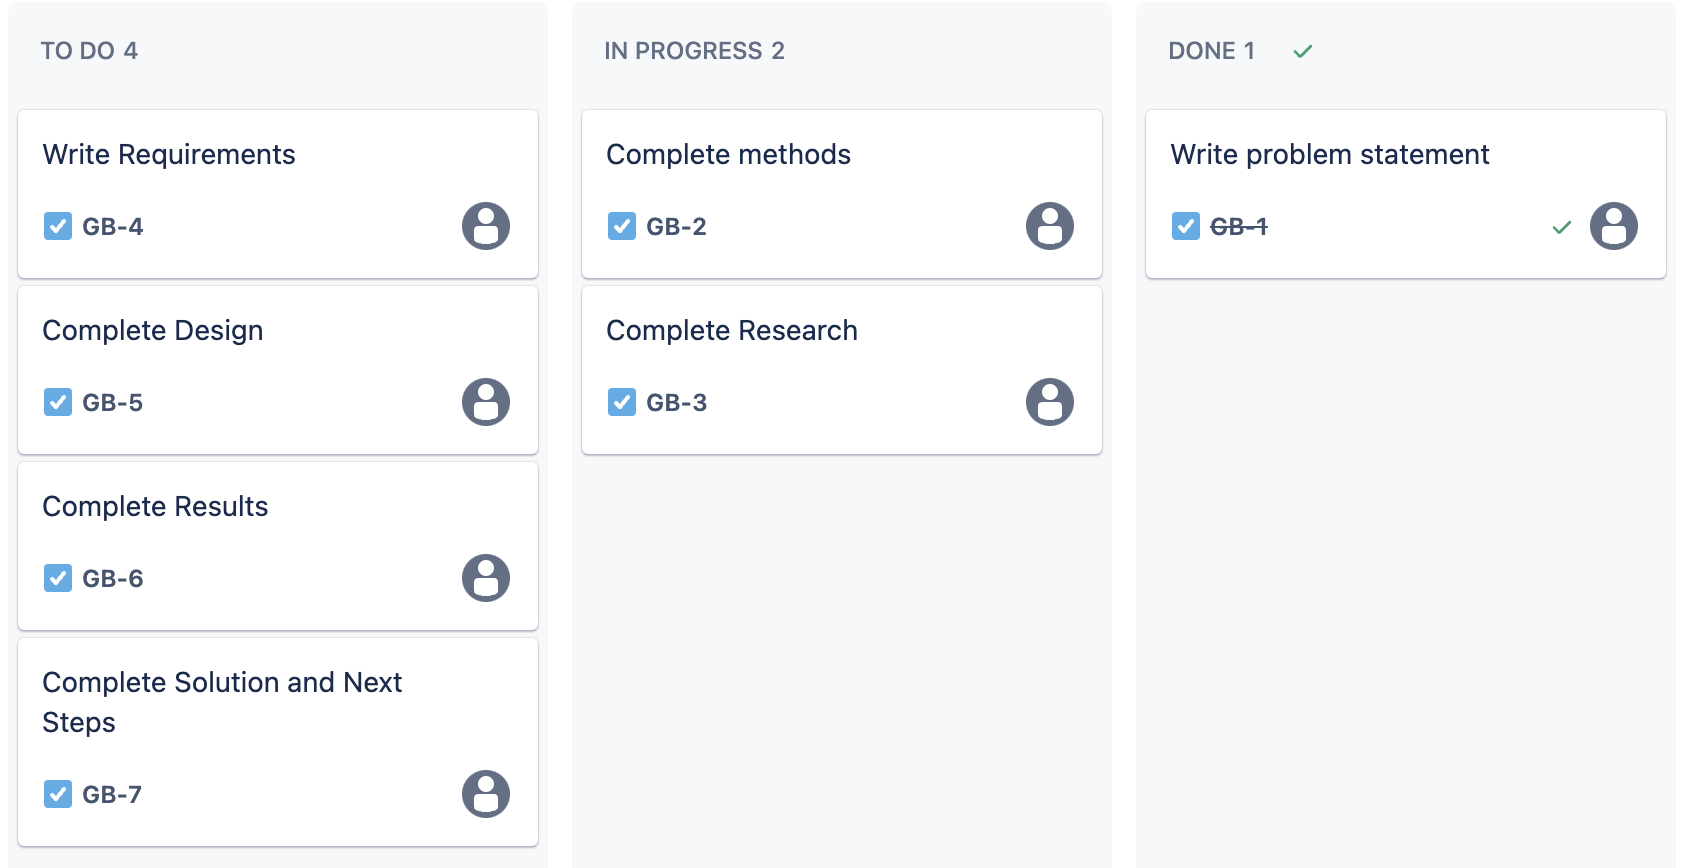 TO DO 4
Write Requirements
GB-4
Complete Design
GB-5
Complete Results
GB-6
Complete Solution and Next
Steps
GB-7
IN PROGRESS 2
Complete methods
GB-2
Complete Research
GB-3
DONE 1
Write problem statement
GB-1